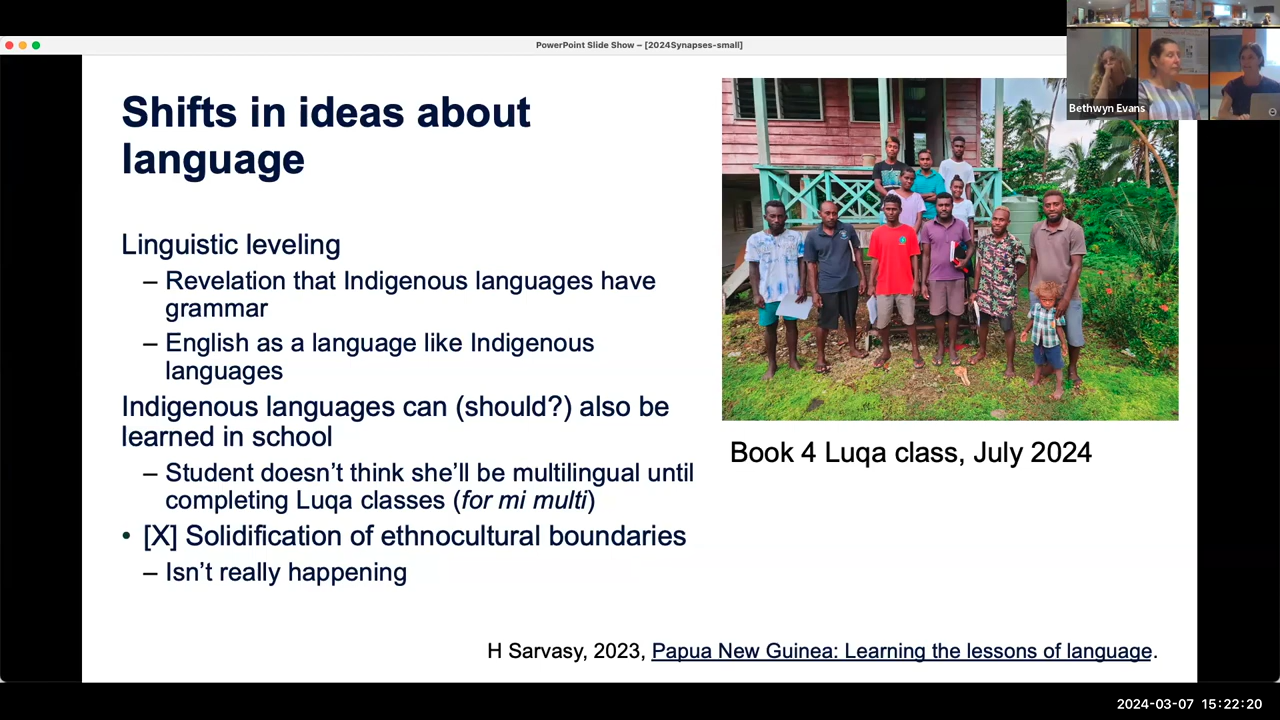 PowerPoint Slide Show – [2024Synapses-small]
Bethwyn Evans
Shifts in ideas about
language
Linguistic leveling
– Revelation that Indigenous languages have
grammar
– English as a language like Indigenous
languages
Indigenous languages can (should?) also be
learned in school
– Student doesn’t think she’ll be multilingual until
completing Luqa classes (for mi multi)
• [X] Solidification of ethnocultural boundaries
– Isn’t really happening
Book 4 Luqa class, July 2024
H Sarvasy, 2023, Papua New Guinea: Learning the lessons of language.
2024-03-07 15:22:20